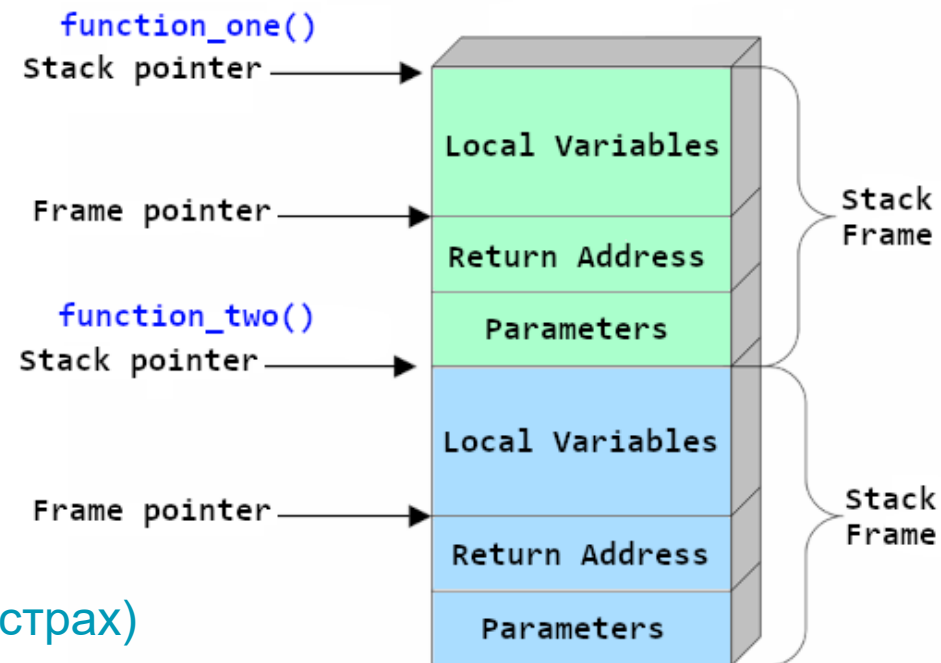 function_one()
Stack pointer
Local Variables
Frame pointer
Stack
Frame
Return Address
function_two()
Parameters
Stack pointer
Local Variables
Frame pointer
Stack
Frame
Return Address
страх)
Parameters